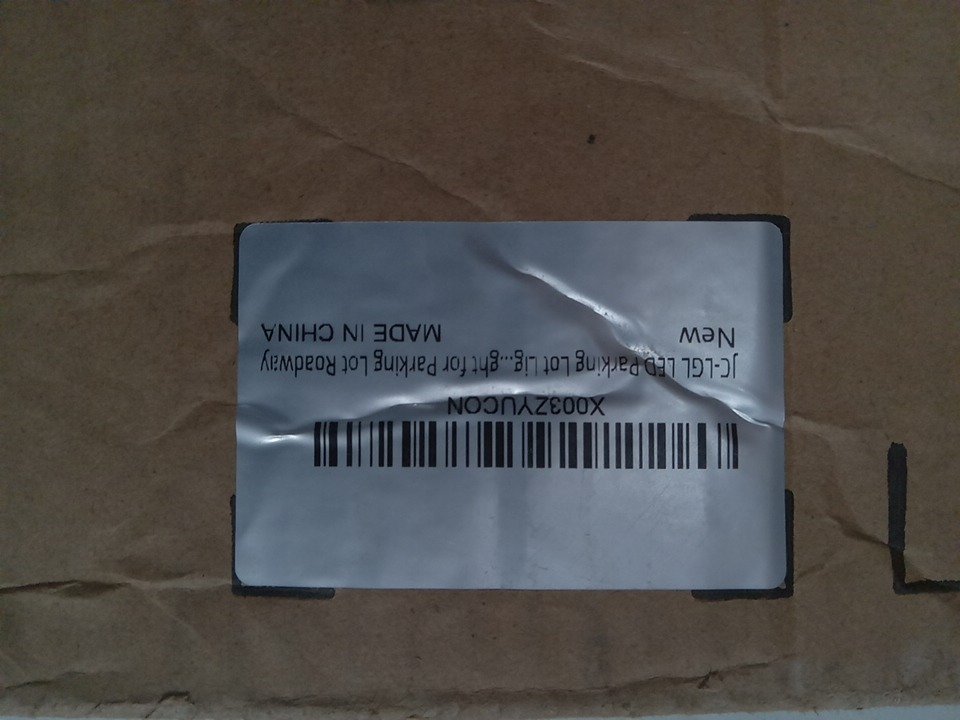 X003ZYUCON
JC-LGL LED Parking Lot Lig...ght for Parking Lot Roadway
New MADE IN CHINA